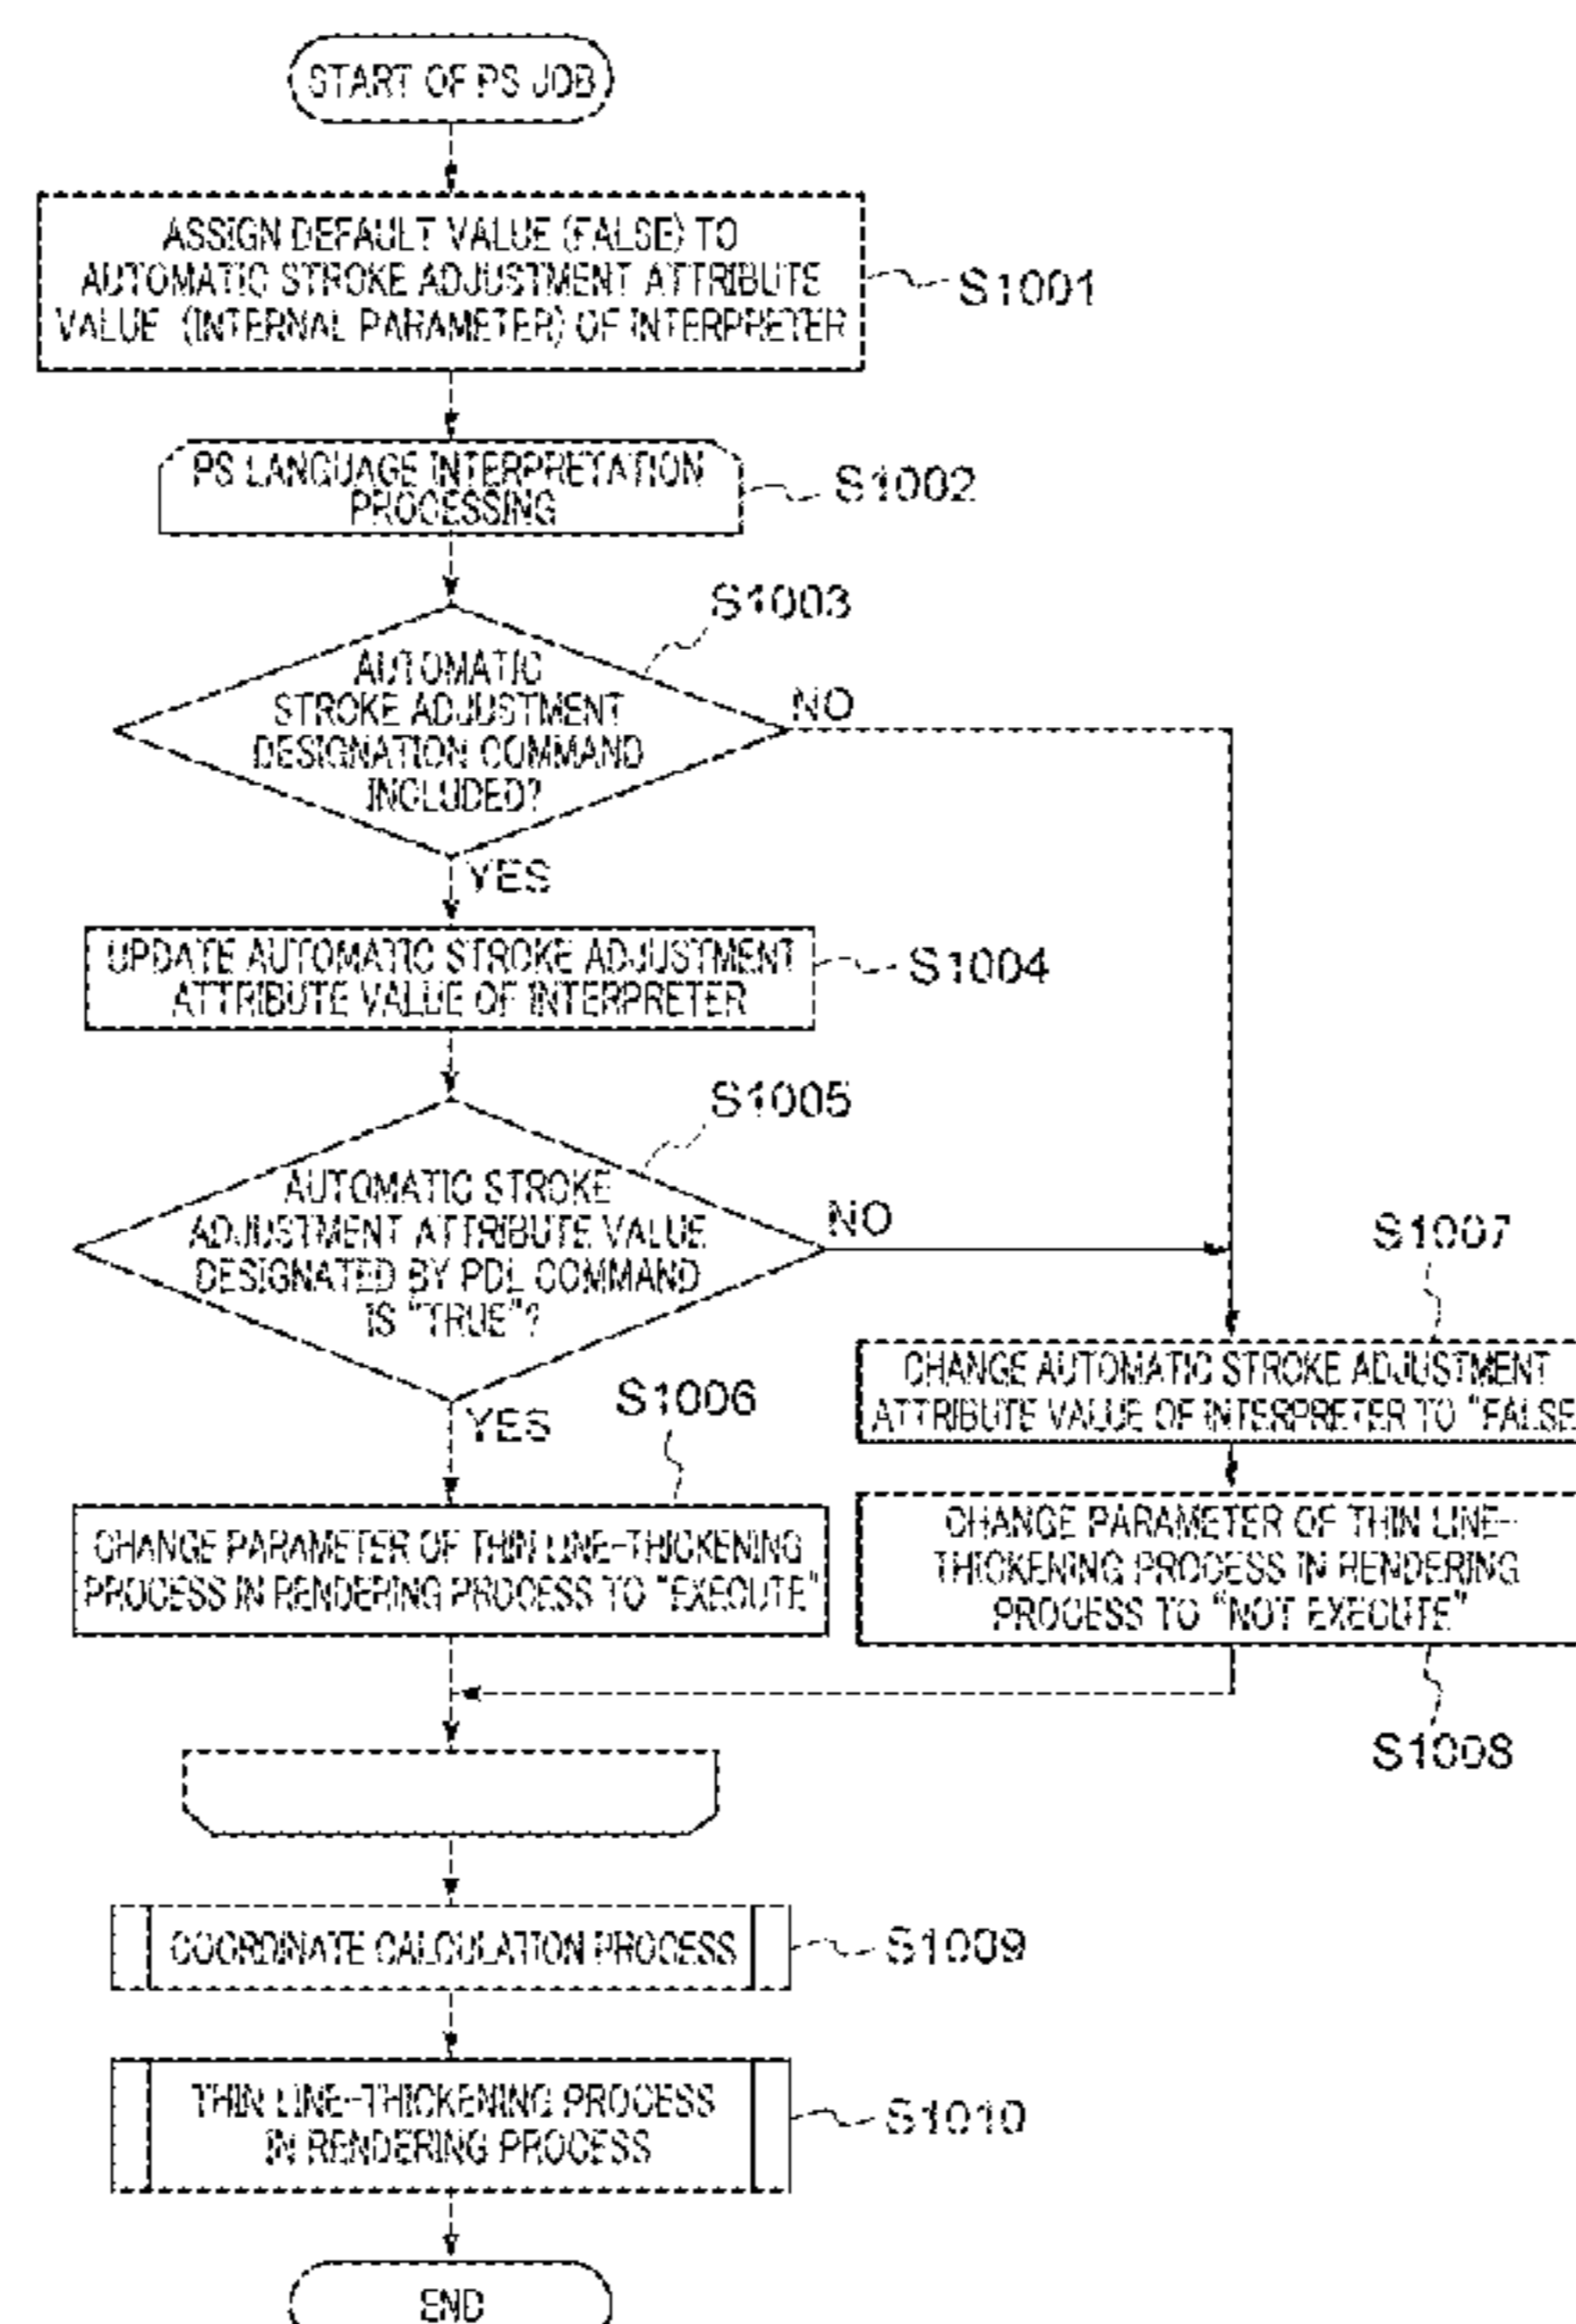 START OF PS JOB
ASSIGN DEFAULT VALUE (FALSE) TO
AUTOMATIC STROKE ADJUSTMENT ATTRIBUTE
VALUE (INTERNAL PARAMETER) OF INTERPRETER
S1001
PS LANGUAGE INTERPRETATION
PROCESSING
S1002
S1003
AUTOMATIC
STROKE ADJUSTMENT
DESIGNATION COMMAND
INCLUDED?
NO
YES
UPDATE AUTOMATIC STROKE ADJUSTMENT
ATTRIBUTE VALUE OF INTERPRETER
S1004
S1005
AUTOMATIC STROKE
ADJUSTMENT ATTRIBUTE VALUE
DESIGNATED BY PDL COMMAND
IS "TRUE"?
NO
YES
S1006
CHANGE PARAMETER OF THIN LINE-THICKENING
PROCESS IN RENDERING PROCESS TO "EXECUTE"
S1007
CHANGE AUTOMATIC STROKE ADJUSTMENT
ATTRIBUTE VALUE OF INTERPRETER TO "FALSE
CHANGE PARAMETER OF THIN LINE-
THICKENING PROCESS IN RENDERING
PROCESS TO "NOT EXECUTE"
S1008
COORDINATE CALCULATION PROCESS
S1009
THIN LINE-THICKENING PROCESS
IN RENDERING PROCESS
S1010
END